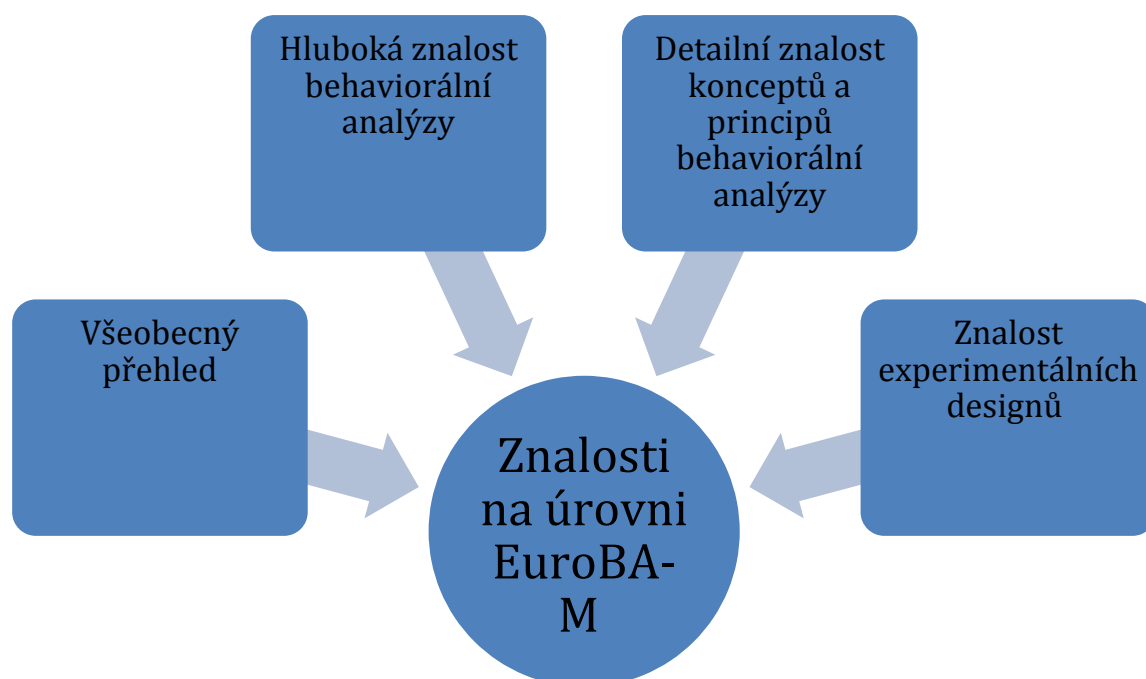 Hluboká znalost
behaviorální
analýzy
Detailní znalost
konceptů a
principů
behaviorální
analýzy
Všeobecný
přehled
Znalost
experimentálních
designů
Znalosti
na úrovni
EuroBA-
M